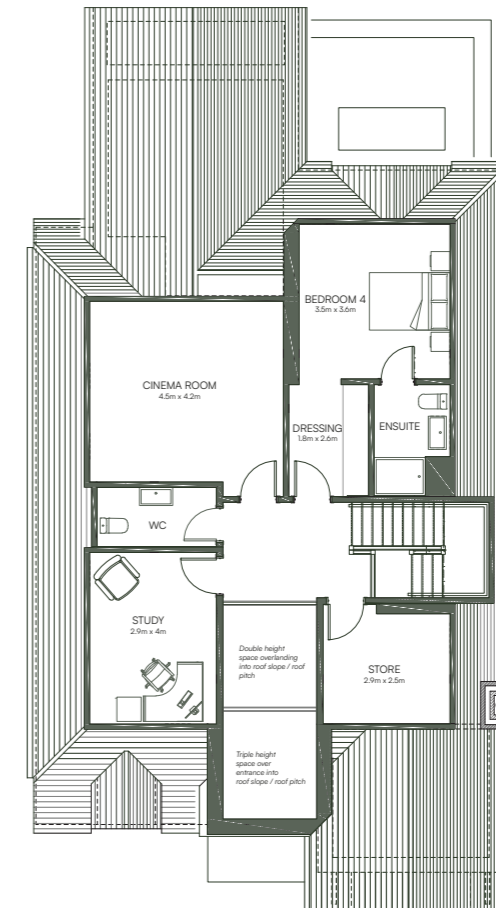 BEDROOM 4
3.5m x 3.6m
CINEMA ROOM
4.5m x 4.2m
DRESSING
1.8m x 2.6m
ENSUITE
WC
STUDY
2.9m x 4m
Double height
space overlanding
into roof slope / roof
pitch
STORE
2.9m x 2.5m
Triple height
space over
entrance into
roof slope / roof pitch